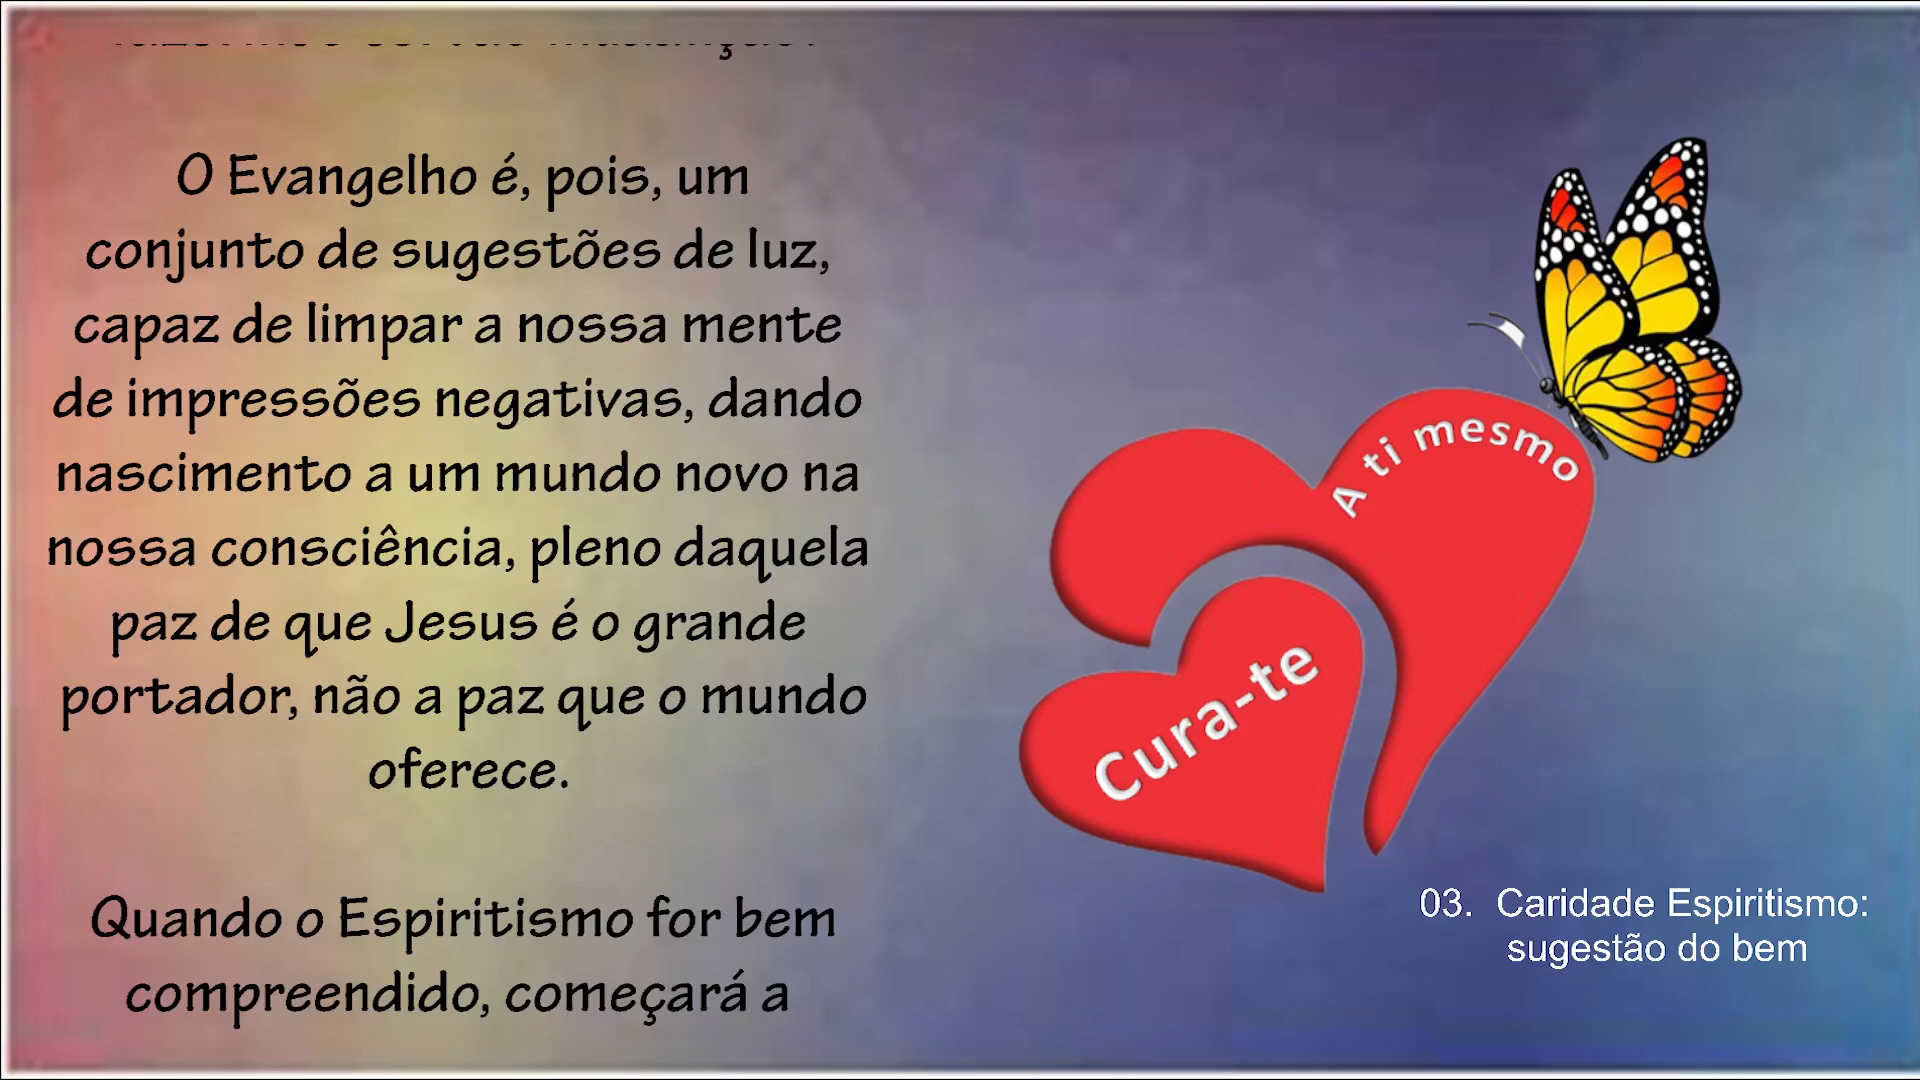 O Evangelho é, pois, um
conjunto de sugestões de luz,
capaz de limpar a nossa mente
de impressões negativas, dando
nascimento a um mundo novo na
nossa consciência, pleno daquela
paz de que Jesus é o grande
portador, não a paz que o mundo
oferece.
Quando o Espiritismo for bem
compreendido, começará a
A ti mesmo
Cura-te
03. Caridade Espiritismo:
sugestão do bem